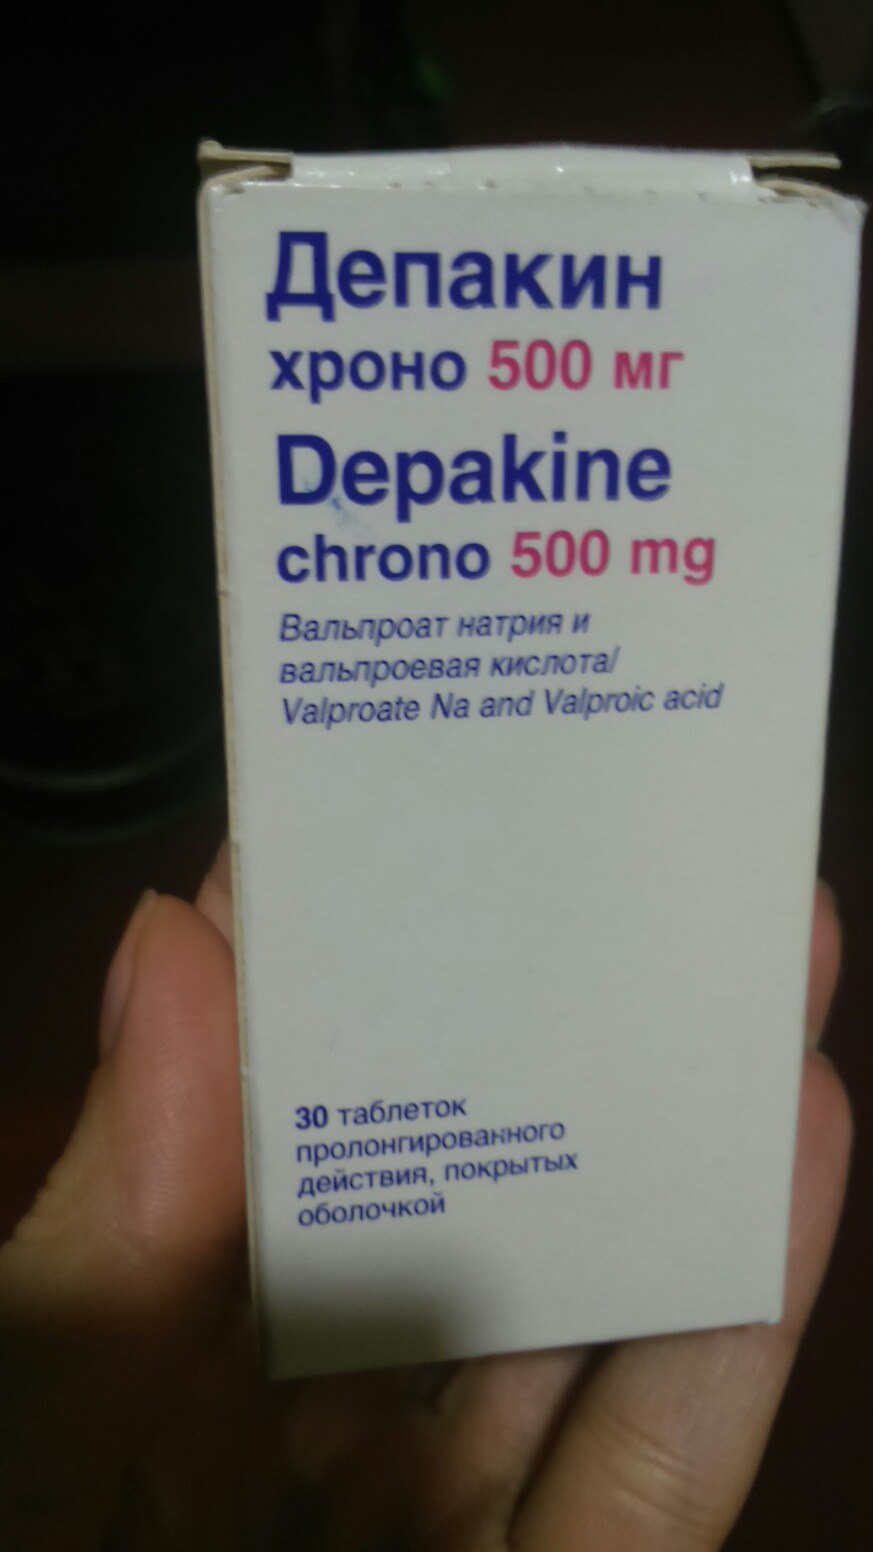 Депакин
хроно 500 мг
Depakine
chrono 500 mg
Вальпроат натрия и
вальпроевая кислота/
Valproate Na and Valproic acid
30 таблеток
пролонгированного
действия, покрытых
оболочкой